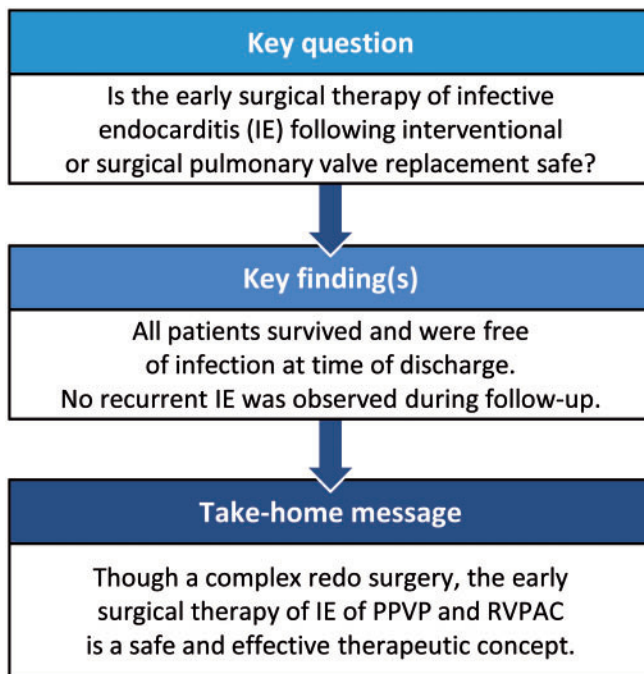 Key question
Is the early surgical therapy of infective
endocarditis (IE) following interventional
or surgical pulmonary valve replacement safe?
Key finding(s)
All patients survived and were free
of infection at time of discharge.
No recurrent IE was observed during follow-up.
Take-home message
Though a complex redo surgery, the early
surgical therapy of IE of PPVP and RVPAC
is a safe and effective therapeutic concept.